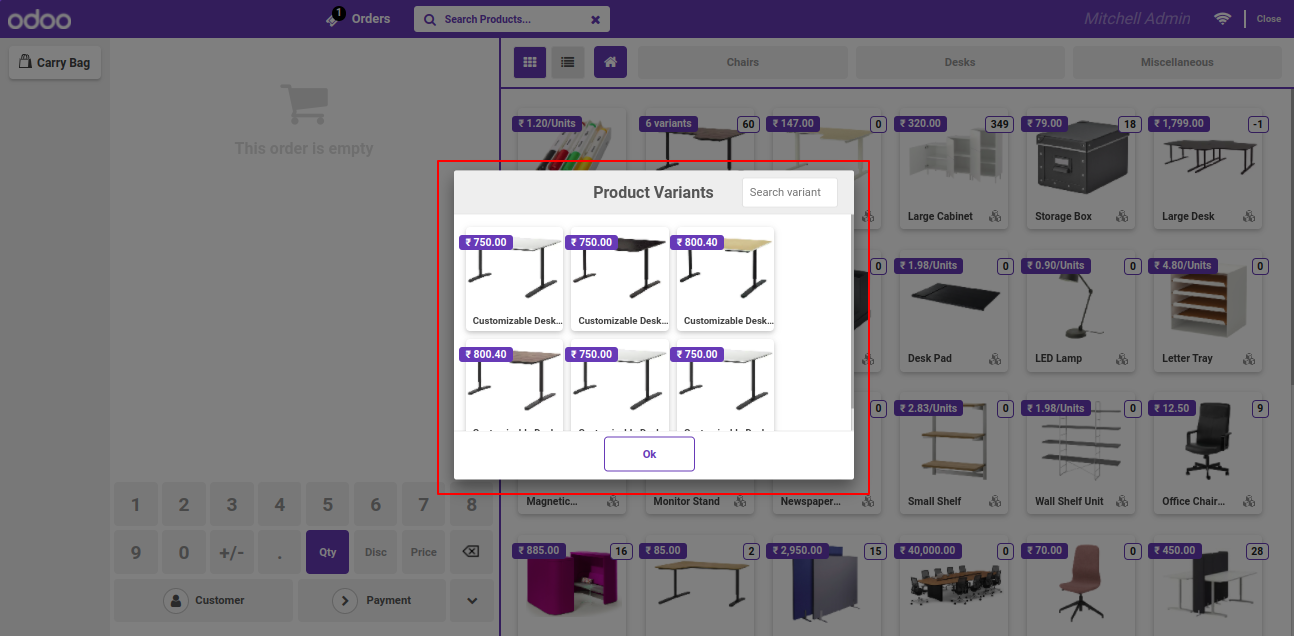 odoo
1
Orders
Search Products...
Mitchell Admin
Close
Carry Bag
Chairs
Desks
Miscellaneous
This order is empty
₹ 1.20/Units
6 variants
60
₹ 147.00
0
₹ 320.00
349
₹ 79.00
18
₹ 1,799.00
-1
Large Cabinet
Storage Box
Large Desk
Product Variants
Search variant
₹ 750.00
₹ 750.00
₹ 800.40
Customizable Desk...
Customizable Desk...
Customizable Desk...
₹ 800.40
₹ 750.00
₹ 750.00
Ok
0
₹ 1.98/Units
0
₹ 0.90/Units
0
₹ 4.80/Units
0
Desk Pad
LED Lamp
Letter Tray
0
₹ 2.83/Units
0
₹ 1.98/Units
0
₹ 12.50
9
Magnetic...
Monitor Stand
Newspaper...
Small Shelf
Wall Shelf Unit
Office Chair...
₹ 885.00
16
₹ 85.00
2
₹ 2,950.00
15
₹ 40,000.00
0
₹ 70.00
0
₹ 450.00
28
1 2 3 4 5 6 7 8
9 0 +/- . Qty Disc Price
Customer
Payment